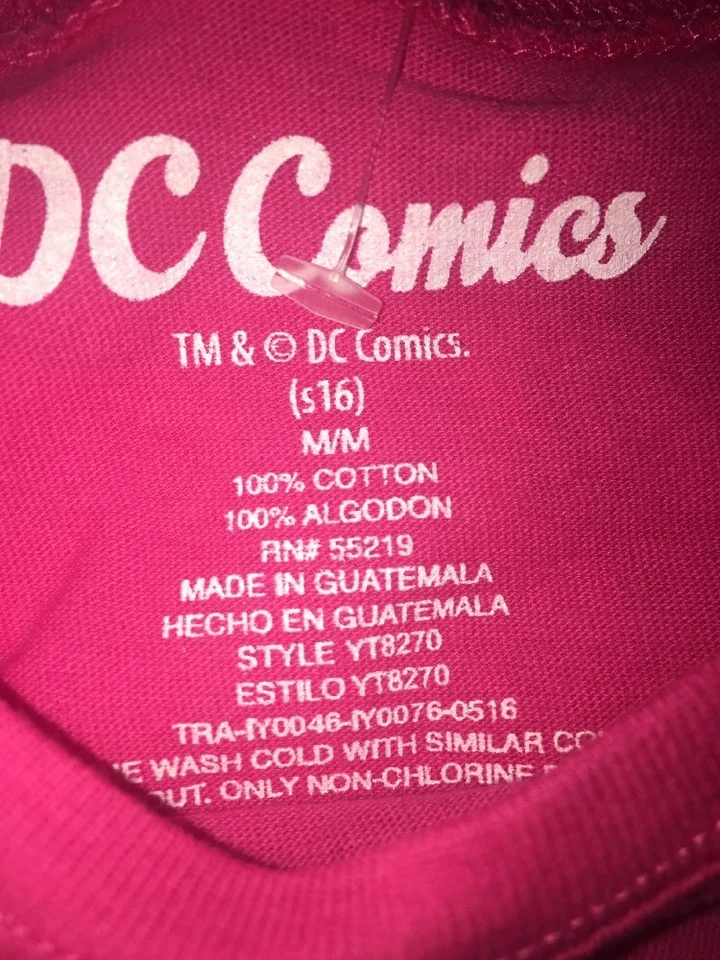 DC Comics
TM & © DC Comics.
(s16)
M/M
100% COTTON
100% ALGODON
RN# 55219
MADE IN GUATEMALA
HECHO EN GUATEMALA
STYLE YT8270
ESTILO YT8270
TRA-IY0046-IY0076-0516
WASH COLD WITH SIMILAR
OUT. ONLY NON-CHLORINE